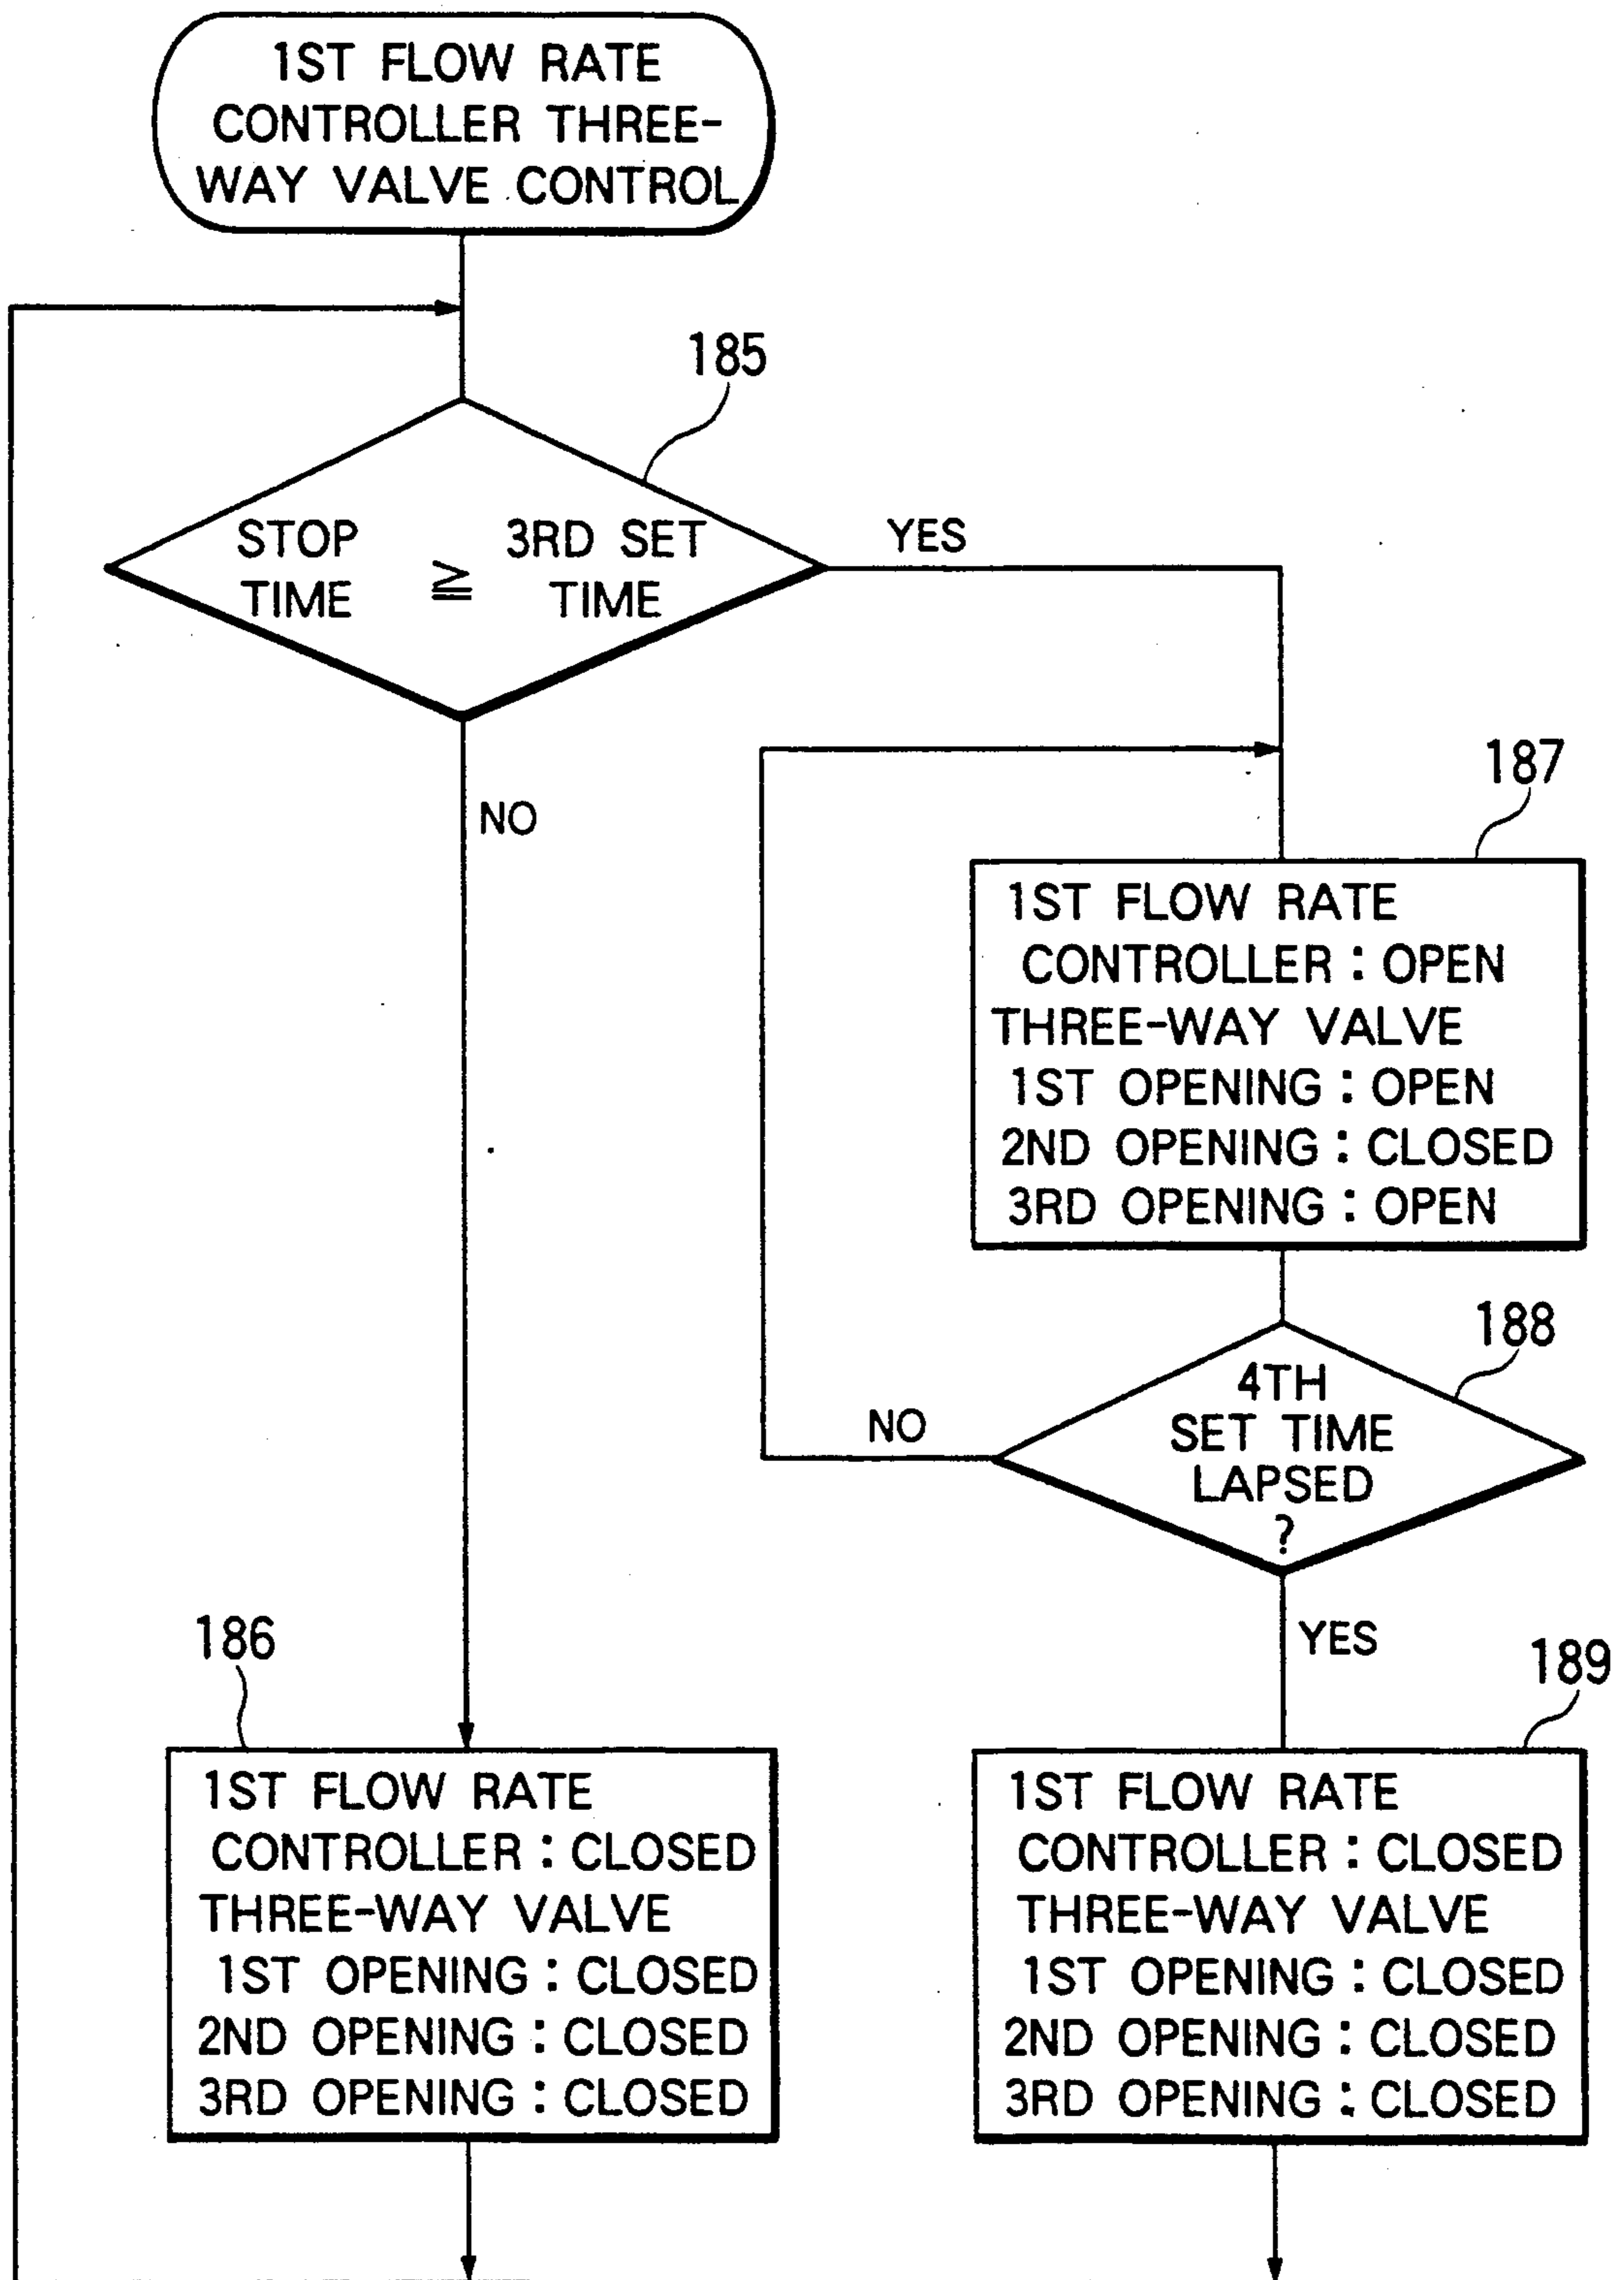 1ST FLOW RATE
CONTROLLER THREE-
WAY VALVE CONTROL
185
STOP
TIME
≧
3RD SET
TIME
YES
NO
187
1ST FLOW RATE
CONTROLLER : OPEN
THREE-WAY VALVE
1ST OPENING : OPEN
2ND OPENING : CLOSED
3RD OPENING : OPEN
188
4TH
SET TIME
LAPSED
?
NO
YES
186
1ST FLOW RATE
CONTROLLER : CLOSED
THREE-WAY VALVE
1ST OPENING : CLOSED
2ND OPENING : CLOSED
3RD OPENING : CLOSED
189
1ST FLOW RATE
CONTROLLER : CLOSED
THREE-WAY VALVE
1ST OPENING : CLOSED
2ND OPENING : CLOSED
3RD OPENING : CLOSED